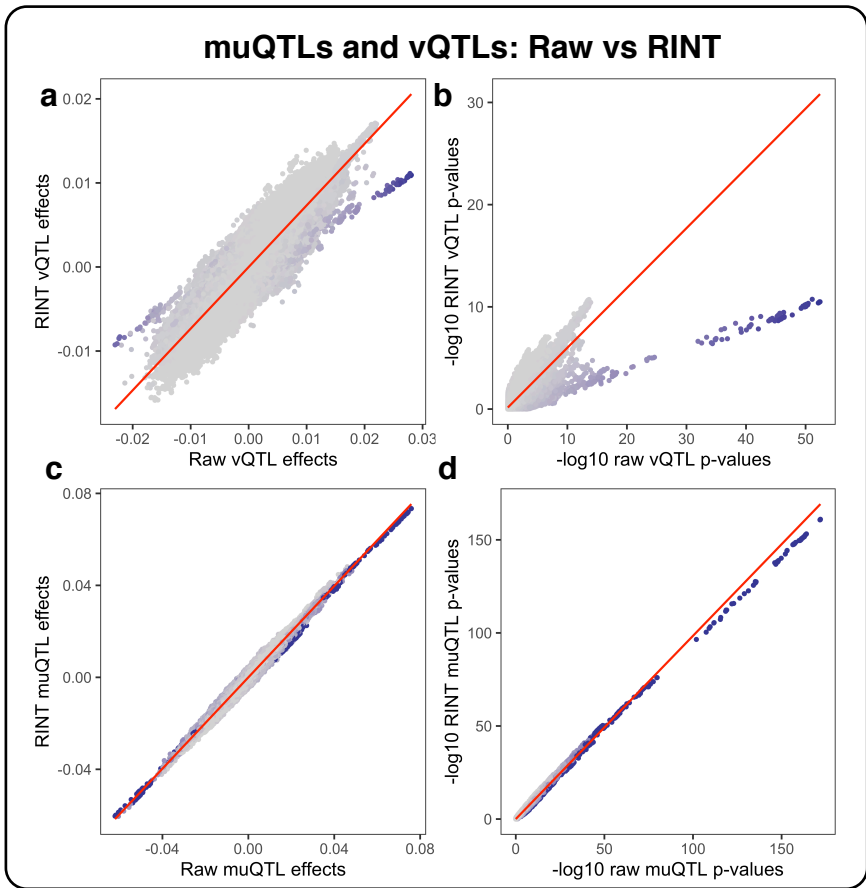 muQTLs and vQTLs: Raw vs RINT
a
RINT vQTL effects
0.02
0.01
0.00
-0.01
-0.02
-0.01
0.00
0.01
0.02
0.03
Raw vQTL effects
b
-log10 RINT vQTL p-values
30
20
10
0
0
10
20
30
40
50
-log10 raw vQTL p-values
c
RINT muQTL effects
0.08
0.04
0.00
-0.04
-0.04
0.00
0.04
0.08
Raw muQTL effects
d
-log10 RINT muQTL p-values
150
100
50
0
0
50
100
150
-log10 raw muQTL p-values